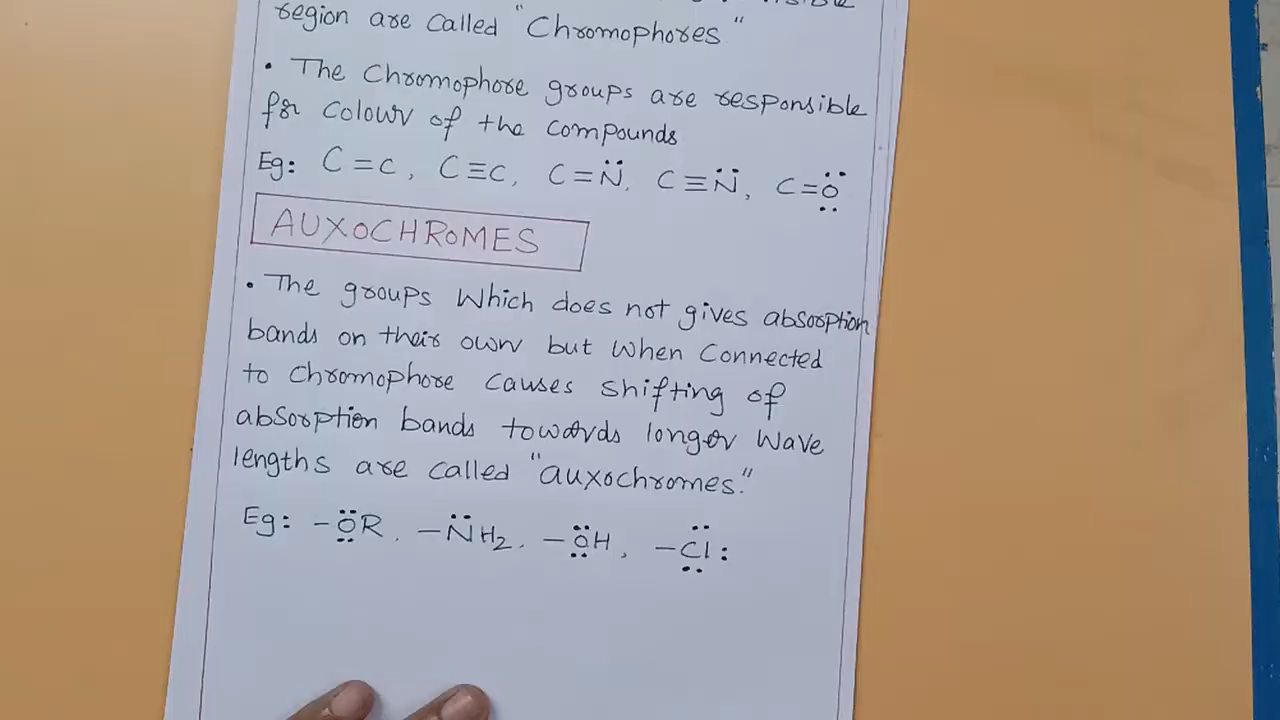 region are called "Chromophores"
• The Chromophore groups are responsible
for colour of the compounds
Eg: C=C, C≡C, C=N̈, C≡N̈, C=Ö̤
AUXOCHROMES
• The groups which does not gives absorption
bands on their own but when connected
to chromophore causes shifting of
absorption bands towards longer wave
lengths are called "auxochromes."
Eg: -Ö̤R, -N̈H₂, -Ö̤H, -C̤̈l: